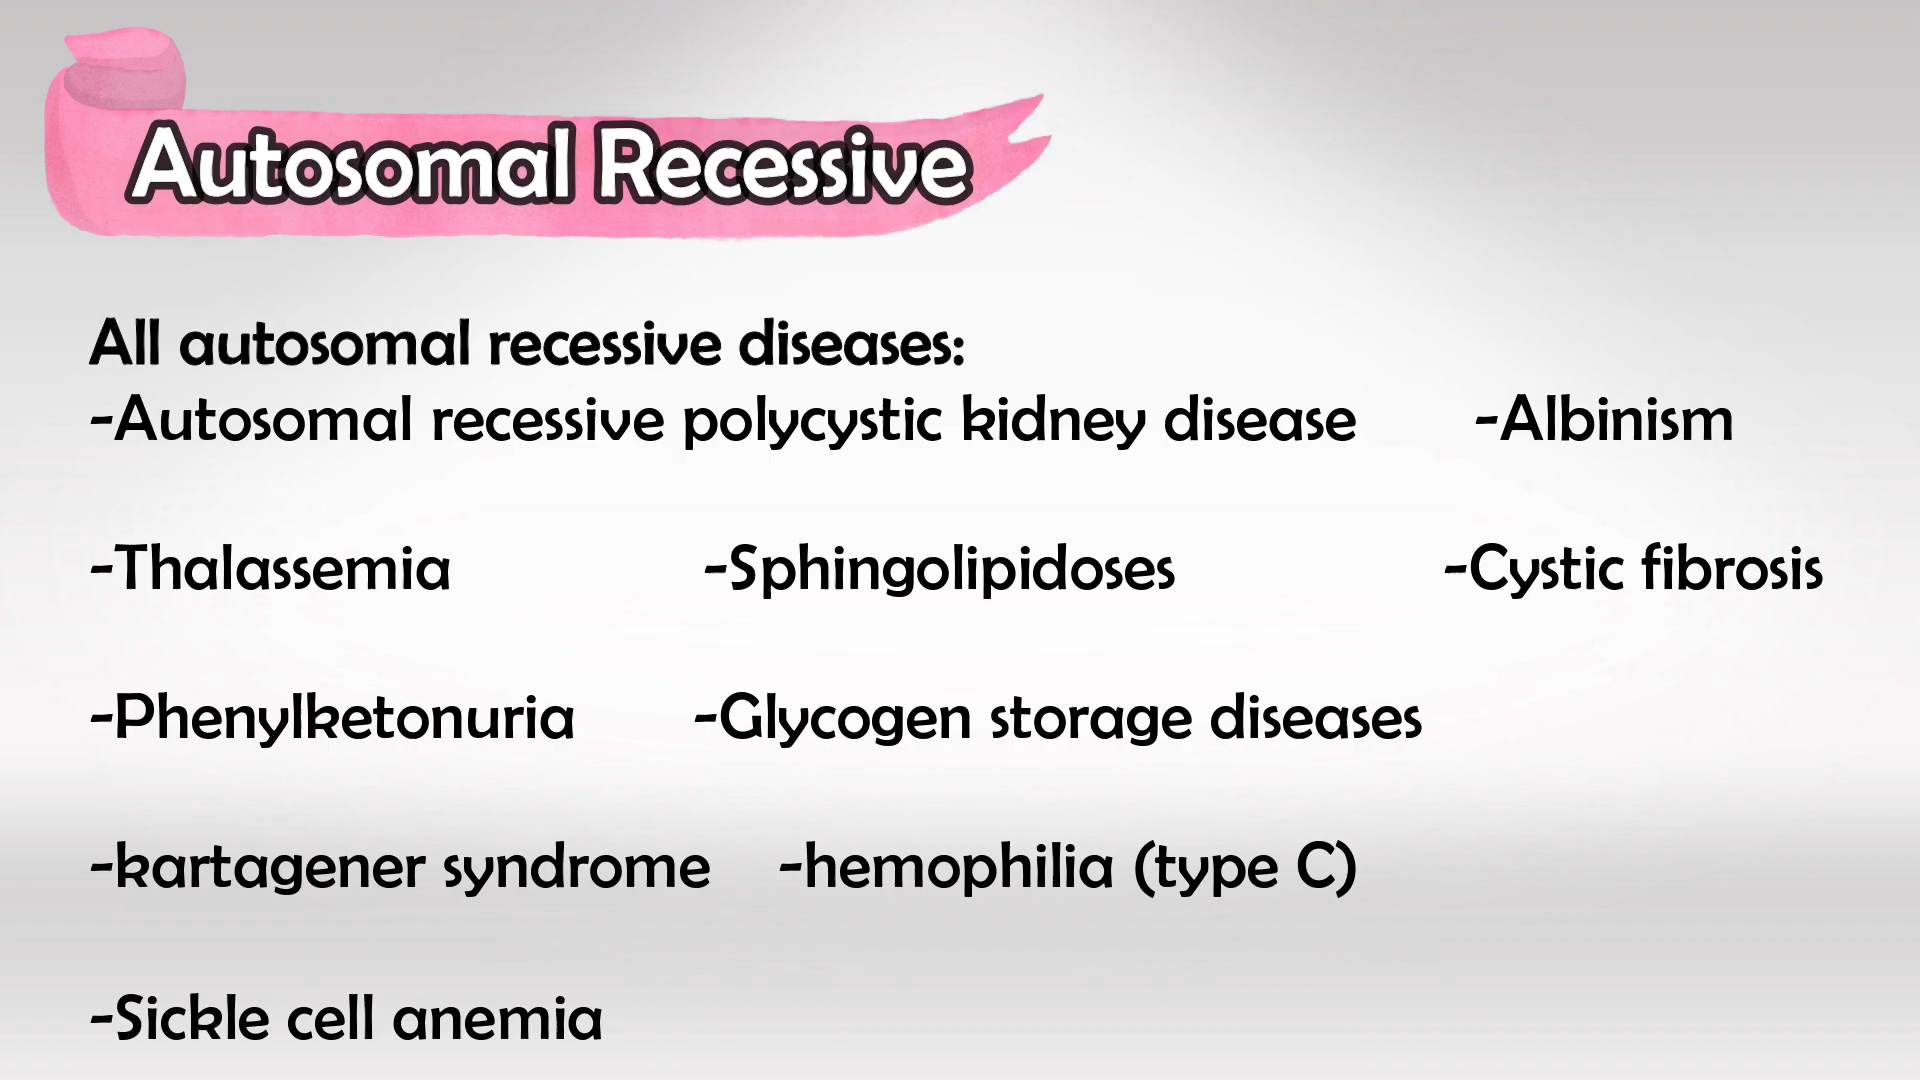 Autosomal Recessive
All autosomal recessive diseases:
-Autosomal recessive polycystic kidney disease -Albinism
-Thalassemia -Sphingolipidoses -Cystic fibrosis
-Phenylketonuria -Glycogen storage diseases
-kartagener syndrome -hemophilia (type C)
-Sickle cell anemia